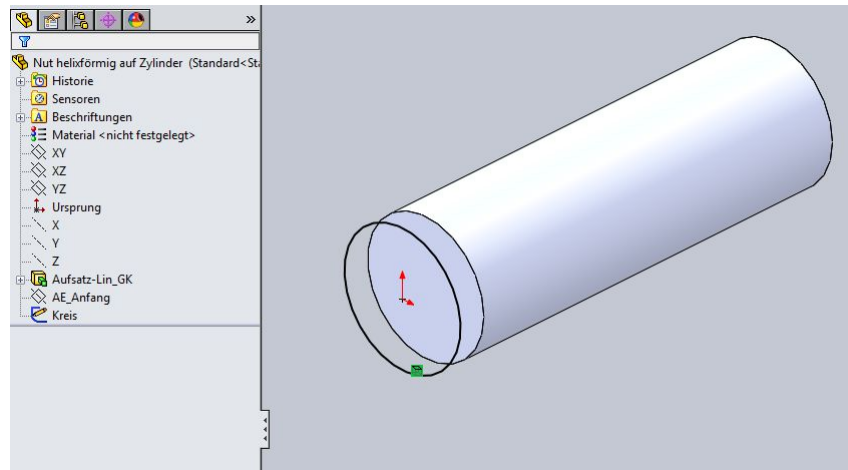 »
Nut helixförmig auf Zylinder (Standard<Sta
Historie
Sensoren
Beschriftungen
Material <nicht festgelegt>
XY
XZ
YZ
Ursprung
X
Y
Z
Aufsatz-Lin_GK
AE_Anfang
Kreis